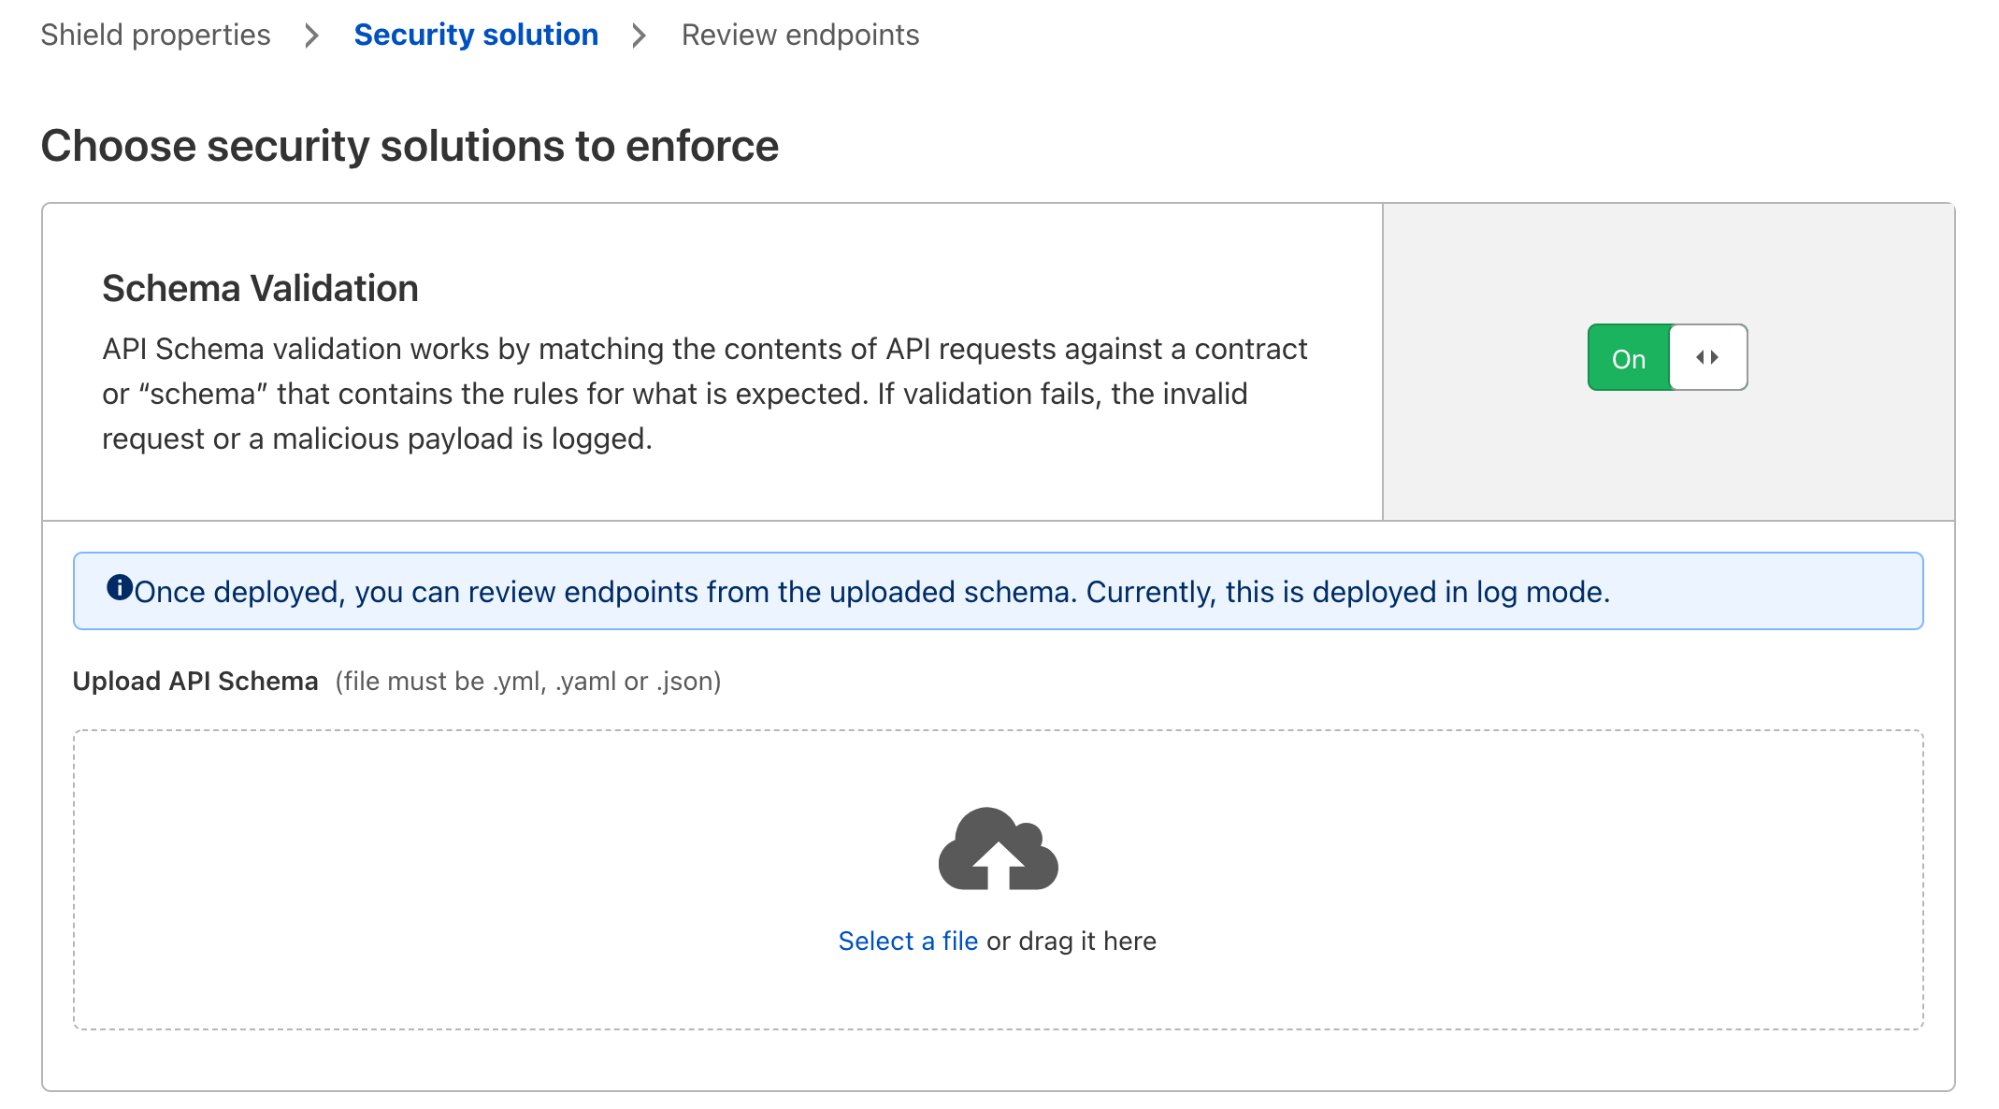 Shield properties > Security solution > Review endpoints
Choose security solutions to enforce
Schema Validation
API Schema validation works by matching the contents of API requests against a contract
or “schema” that contains the rules for what is expected. If validation fails, the invalid
request or a malicious payload is logged.
On
Once deployed, you can review endpoints from the uploaded schema. Currently, this is deployed in log mode.
Upload API Schema (file must be .yml, .yaml or .json)
Select a file or drag it here